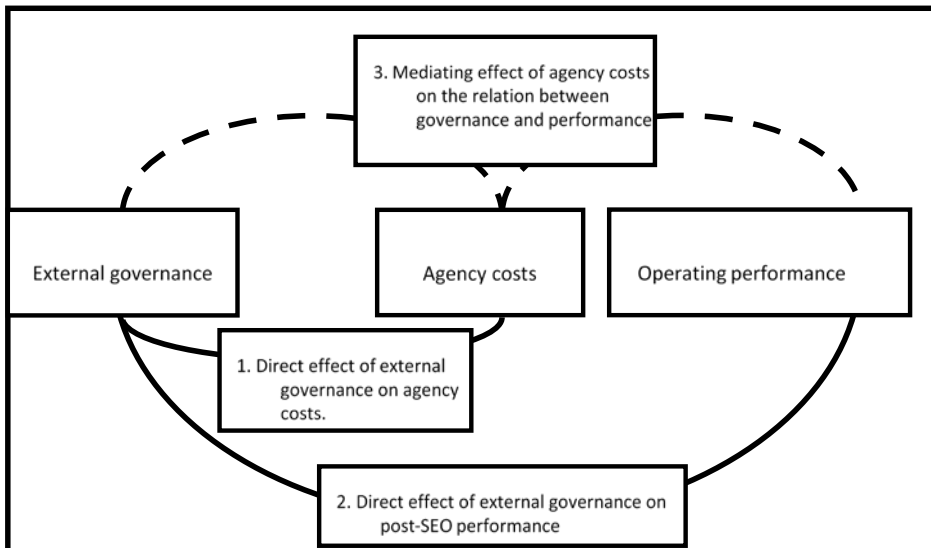 3. Mediating effect of agency costs
on the relation between
governance and performance
External governance
Agency costs
Operating performance
1. Direct effect of external
governance on agency
costs.
2. Direct effect of external governance on
post-SEO performance